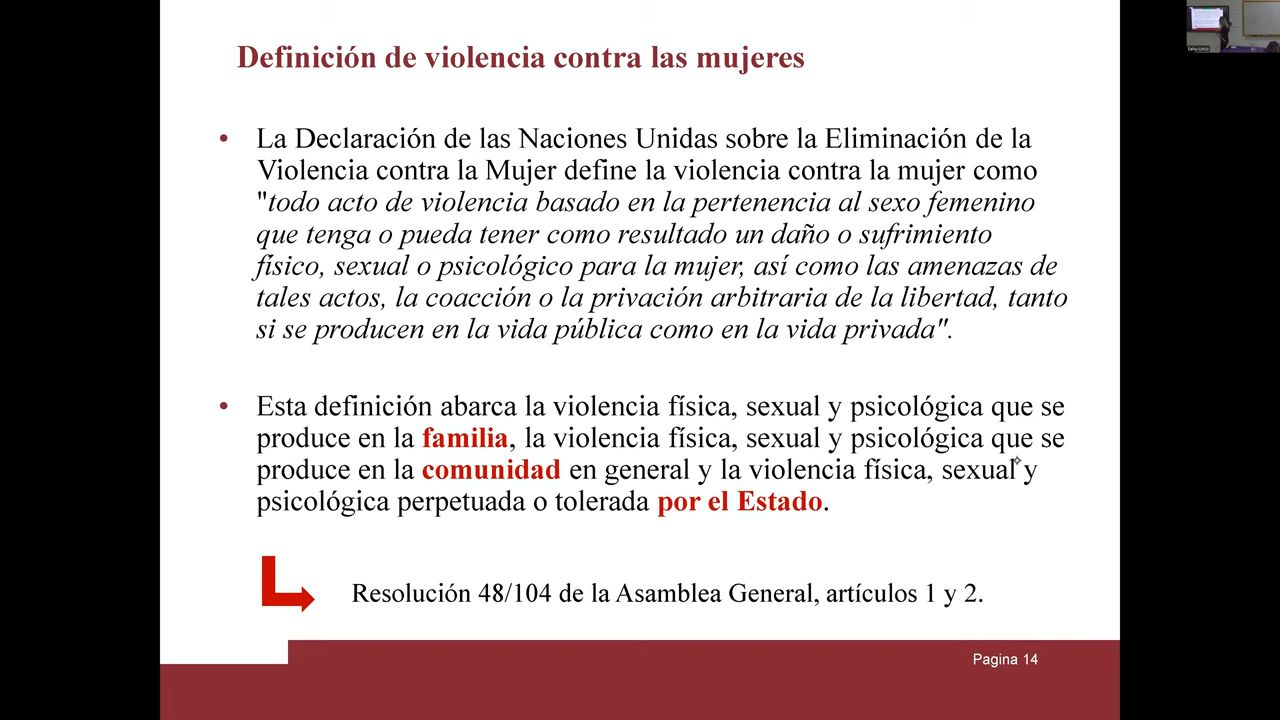 Definición de violencia contra las mujeres
• La Declaración de las Naciones Unidas sobre la Eliminación de la
Violencia contra la Mujer define la violencia contra la mujer como
"todo acto de violencia basado en la pertenencia al sexo femenino
que tenga o pueda tener como resultado un daño o sufrimiento
físico, sexual o psicológico para la mujer, así como las amenazas de
tales actos, la coacción o la privación arbitraria de la libertad, tanto
si se producen en la vida pública como en la vida privada".
• Esta definición abarca la violencia física, sexual y psicológica que se
produce en la familia, la violencia física, sexual y psicológica que se
produce en la comunidad en general y la violencia física, sexual y
psicológica perpetuada o tolerada por el Estado.
Resolución 48/104 de la Asamblea General, artículos 1 y 2.
Pagina 14